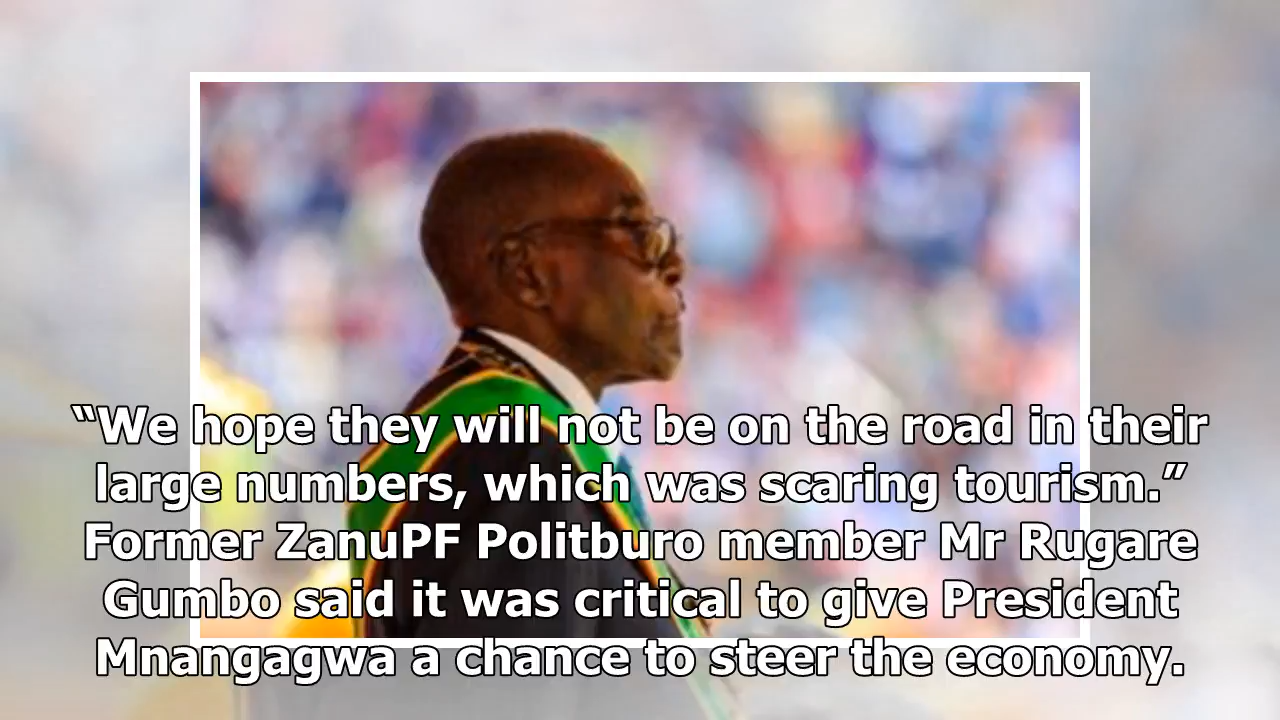 “We hope they will not be on the road in their
large numbers, which was scaring tourism.”
Former ZanuPF Politburo member Mr Rugare
Gumbo said it was critical to give President
Mnangagwa a chance to steer the economy.